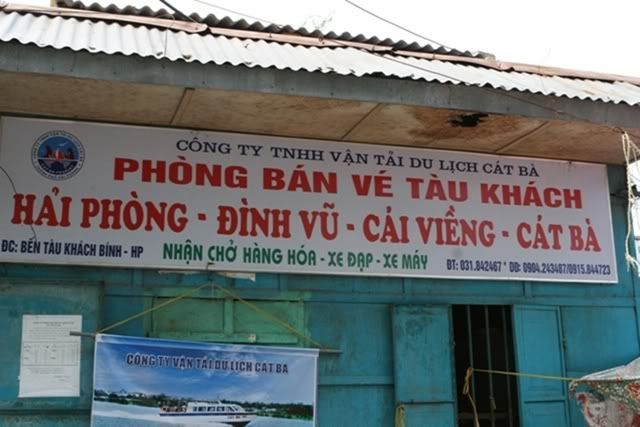 CÔNG TY TNHH VẬN TẢI DU LỊCH CÁT BÀ
PHÒNG BÁN VÉ TÀU KHÁCH
HẢI PHÒNG - ĐÌNH VŨ - CÁI VIỀNG - CÁT BÀ
ĐC: BẾN TÀU KHÁCH BÍNH - HP
NHẬN CHỞ HÀNG HÓA - XE ĐẠP - XE MÁY
ĐT: 031.842467 * DĐ: 0904.243487/0915.844723
CÔNG TY VẬN TẢI DU LỊCH CÁT BÀ